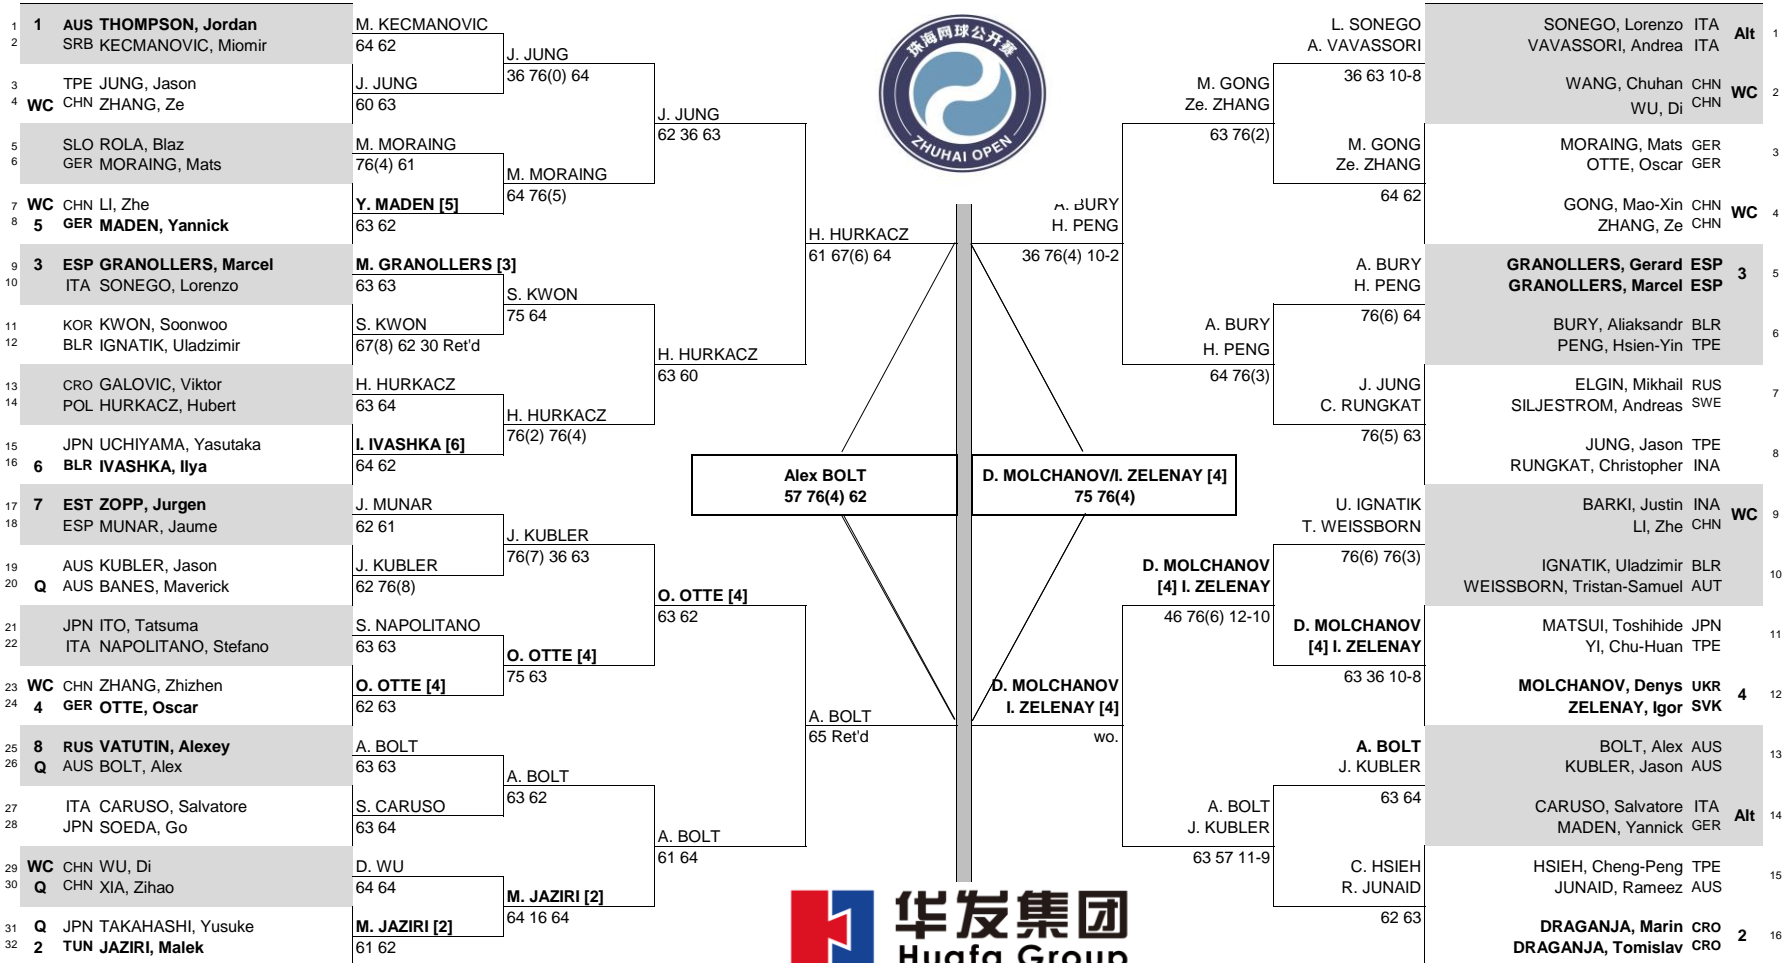 1 1 AUS THOMPSON, Jordan
2 SRB KECMANOVIC, Miomir
3 TPE JUNG, Jason
4 WC CHN ZHANG, Ze
5 SLO ROLA, Blaz
6 GER MORAING, Mats
7 WC CHN LI, Zhe
8 5 GER MADEN, Yannick
9 3 ESP GRANOLLERS, Marcel
10 ITA SONEGO, Lorenzo
11 KOR KWON, Soonwoo
12 BLR IGNATIK, Uladzimir
13 CRO GALOVIC, Viktor
14 POL HURKACZ, Hubert
15 JPN UCHIYAMA, Yasutaka
16 6 BLR IVASHKA, Ilya
17 7 EST ZOPP, Jurgen
18 ESP MUNAR, Jaume
19 AUS KUBLER, Jason
20 Q AUS BANES, Maverick
21 JPN ITO, Tatsuma
22 ITA NAPOLITANO, Stefano
23 WC CHN ZHANG, Zhizhen
24 4 GER OTTE, Oscar
25 8 RUS VATUTIN, Alexey
26 Q AUS BOLT, Alex
27 ITA CARUSO, Salvatore
28 JPN SOEDA, Go
29 WC CHN WU, Di
30 Q CHN XIA, Zihao
31 Q JPN TAKAHASHI, Yusuke
32 2 TUN JAZIRI, Malek
M. KECMANOVIC
64 62
J. JUNG
60 63
M. MORAING
76(4) 61
Y. MADEN [5]
63 62
M. GRANOLLERS [3]
63 63
S. KWON
67(8) 62 30 Ret'd
H. HURKACZ
63 64
I. IVASHKA [6]
64 62
J. MUNAR
62 61
J. KUBLER
62 76(8)
S. NAPOLITANO
63 63
O. OTTE [4]
62 63
A. BOLT
63 63
S. CARUSO
63 64
D. WU
64 64
M. JAZIRI [2]
61 62
J. JUNG
36 76(0) 64
M. MORAING
64 76(5)
S. KWON
75 64
H. HURKACZ
76(2) 76(4)
J. KUBLER
76(7) 36 63
O. OTTE [4]
75 63
A. BOLT
63 62
M. JAZIRI [2]
64 16 64
J. JUNG
62 36 63
H. HURKACZ
63 60
O. OTTE [4]
63 62
A. BOLT
61 64
H. HURKACZ
61 67(6) 64
A. BOLT
65 Ret'd
珠海网球公开赛
ZHUHAI OPEN
Alex BOLT
57 76(4) 62
D. MOLCHANOV/I. ZELENAY [4]
75 76(4)
华发集团
Huafa Group
A. BURY
H. PENG
36 76(4) 10-2
D. MOLCHANOV
I. ZELENAY [4]
wo.
M. GONG
Ze. ZHANG
63 76(2)
A. BURY
H. PENG
64 76(3)
D. MOLCHANOV
[4] I. ZELENAY
46 76(6) 12-10
A. BOLT
J. KUBLER
63 57 11-9
L. SONEGO
A. VAVASSORI
36 63 10-8
M. GONG
Ze. ZHANG
64 62
A. BURY
H. PENG
76(6) 64
J. JUNG
C. RUNGKAT
76(5) 63
U. IGNATIK
T. WEISSBORN
76(6) 76(3)
D. MOLCHANOV
[4] I. ZELENAY
63 36 10-8
A. BOLT
J. KUBLER
63 64
C. HSIEH
R. JUNAID
62 63
SONEGO, Lorenzo ITA
VAVASSORI, Andrea ITA
Alt 1
WANG, Chuhan CHN
WU, Di CHN
WC 2
MORAING, Mats GER
OTTE, Oscar GER
3
GONG, Mao-Xin CHN
ZHANG, Ze CHN
WC 4
GRANOLLERS, Gerard ESP
GRANOLLERS, Marcel ESP
3 5
BURY, Aliaksandr BLR
PENG, Hsien-Yin TPE
6
ELGIN, Mikhail RUS
SILJESTROM, Andreas SWE
7
JUNG, Jason TPE
RUNGKAT, Christopher INA
8
BARKI, Justin INA
LI, Zhe CHN
WC 9
IGNATIK, Uladzimir BLR
WEISSBORN, Tristan-Samuel AUT
10
MATSUI, Toshihide JPN
YI, Chu-Huan TPE
11
MOLCHANOV, Denys UKR
ZELENAY, Igor SVK
4 12
BOLT, Alex AUS
KUBLER, Jason AUS
13
CARUSO, Salvatore ITA
MADEN, Yannick GER
Alt 14
HSIEH, Cheng-Peng TPE
JUNAID, Rameez AUS
15
DRAGANJA, Marin CRO
DRAGANJA, Tomislav CRO
2 16